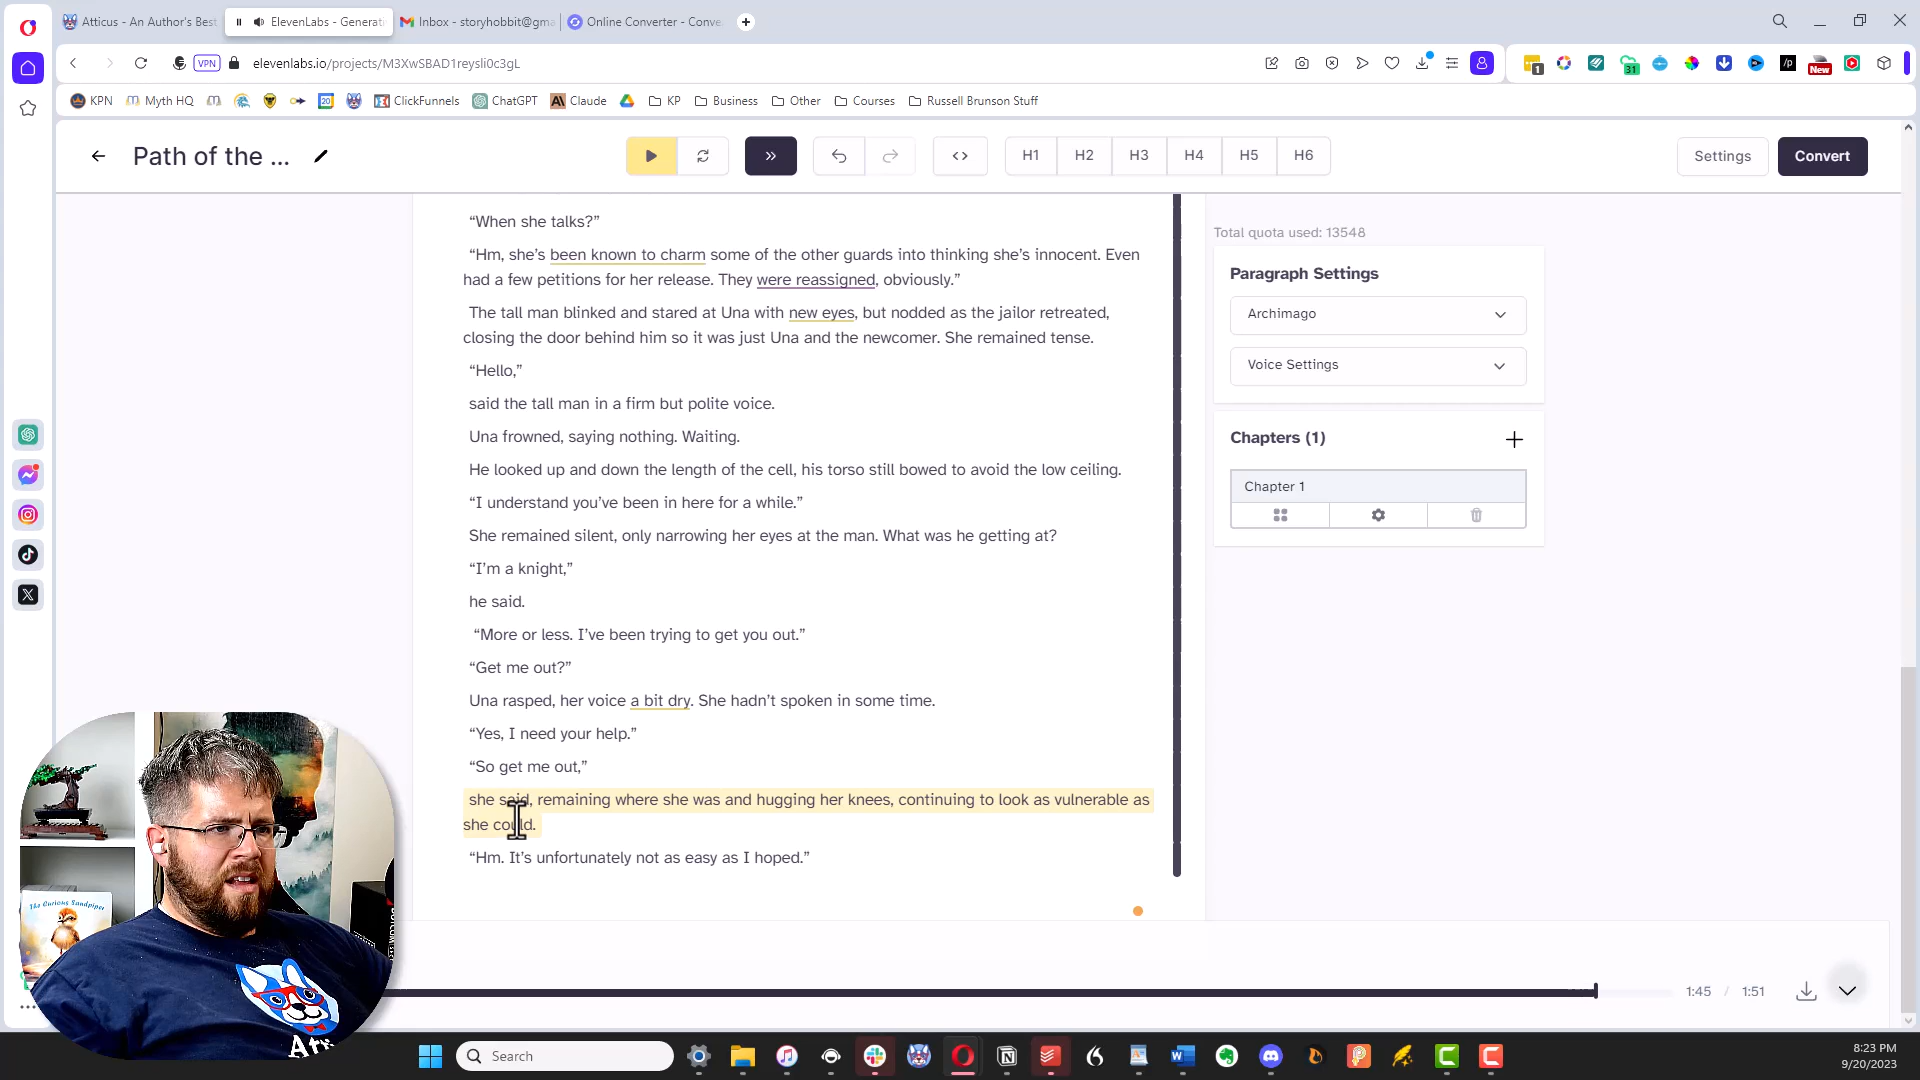 Atticus - An Author's Best
ElevenLabs - Generati
Inbox - storyhobbit@gma
Online Converter - Conve
VPN
elevenlabs.io/projects/M3XwSBAD1reysli0c3gL
1
31
/p
New
KPN
Myth HQ
20
ClickFunnels
ChatGPT
Claude
KP
Business
Other
Courses
Russell Brunson Stuff
Path of the ...
H1
H2
H3
H4
H5
H6
Settings
Convert
“When she talks?”
“Hm, she’s been known to charm some of the other guards into thinking she’s innocent. Even
had a few petitions for her release. They were reassigned, obviously.”
The tall man blinked and stared at Una with new eyes, but nodded as the jailor retreated,
closing the door behind him so it was just Una and the newcomer. She remained tense.
“Hello,”
said the tall man in a firm but polite voice.
Una frowned, saying nothing. Waiting.
He looked up and down the length of the cell, his torso still bowed to avoid the low ceiling.
“I understand you’ve been in here for a while.”
She remained silent, only narrowing her eyes at the man. What was he getting at?
“I’m a knight,”
he said.
“More or less. I’ve been trying to get you out.”
“Get me out?”
Una rasped, her voice a bit dry. She hadn’t spoken in some time.
“Yes, I need your help.”
“So get me out,”
she said, remaining where she was and hugging her knees, continuing to look as vulnerable as
she could.
“Hm. It’s unfortunately not as easy as I hoped.”
Total quota used: 13548
Paragraph Settings
Archimago
Voice Settings
Chapters (1)
Chapter 1
The Curious Sandpiper
1:45 / 1:51
Search
8:23 PM
9/20/2023